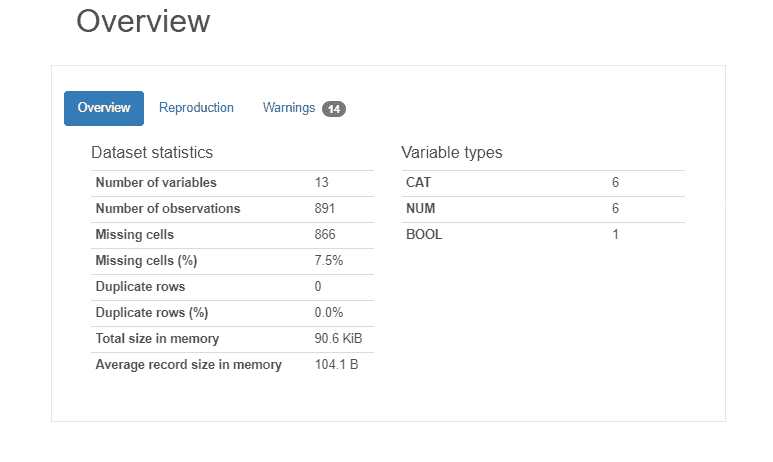 Overview
Overview Reproduction Warnings 14
Dataset statistics
Number of variables 13
Number of observations 891
Missing cells 866
Missing cells (%) 7.5%
Duplicate rows 0
Duplicate rows (%) 0.0%
Total size in memory 90.6 KiB
Average record size in memory 104.1 B
Variable types
CAT 6
NUM 6
BOOL 1